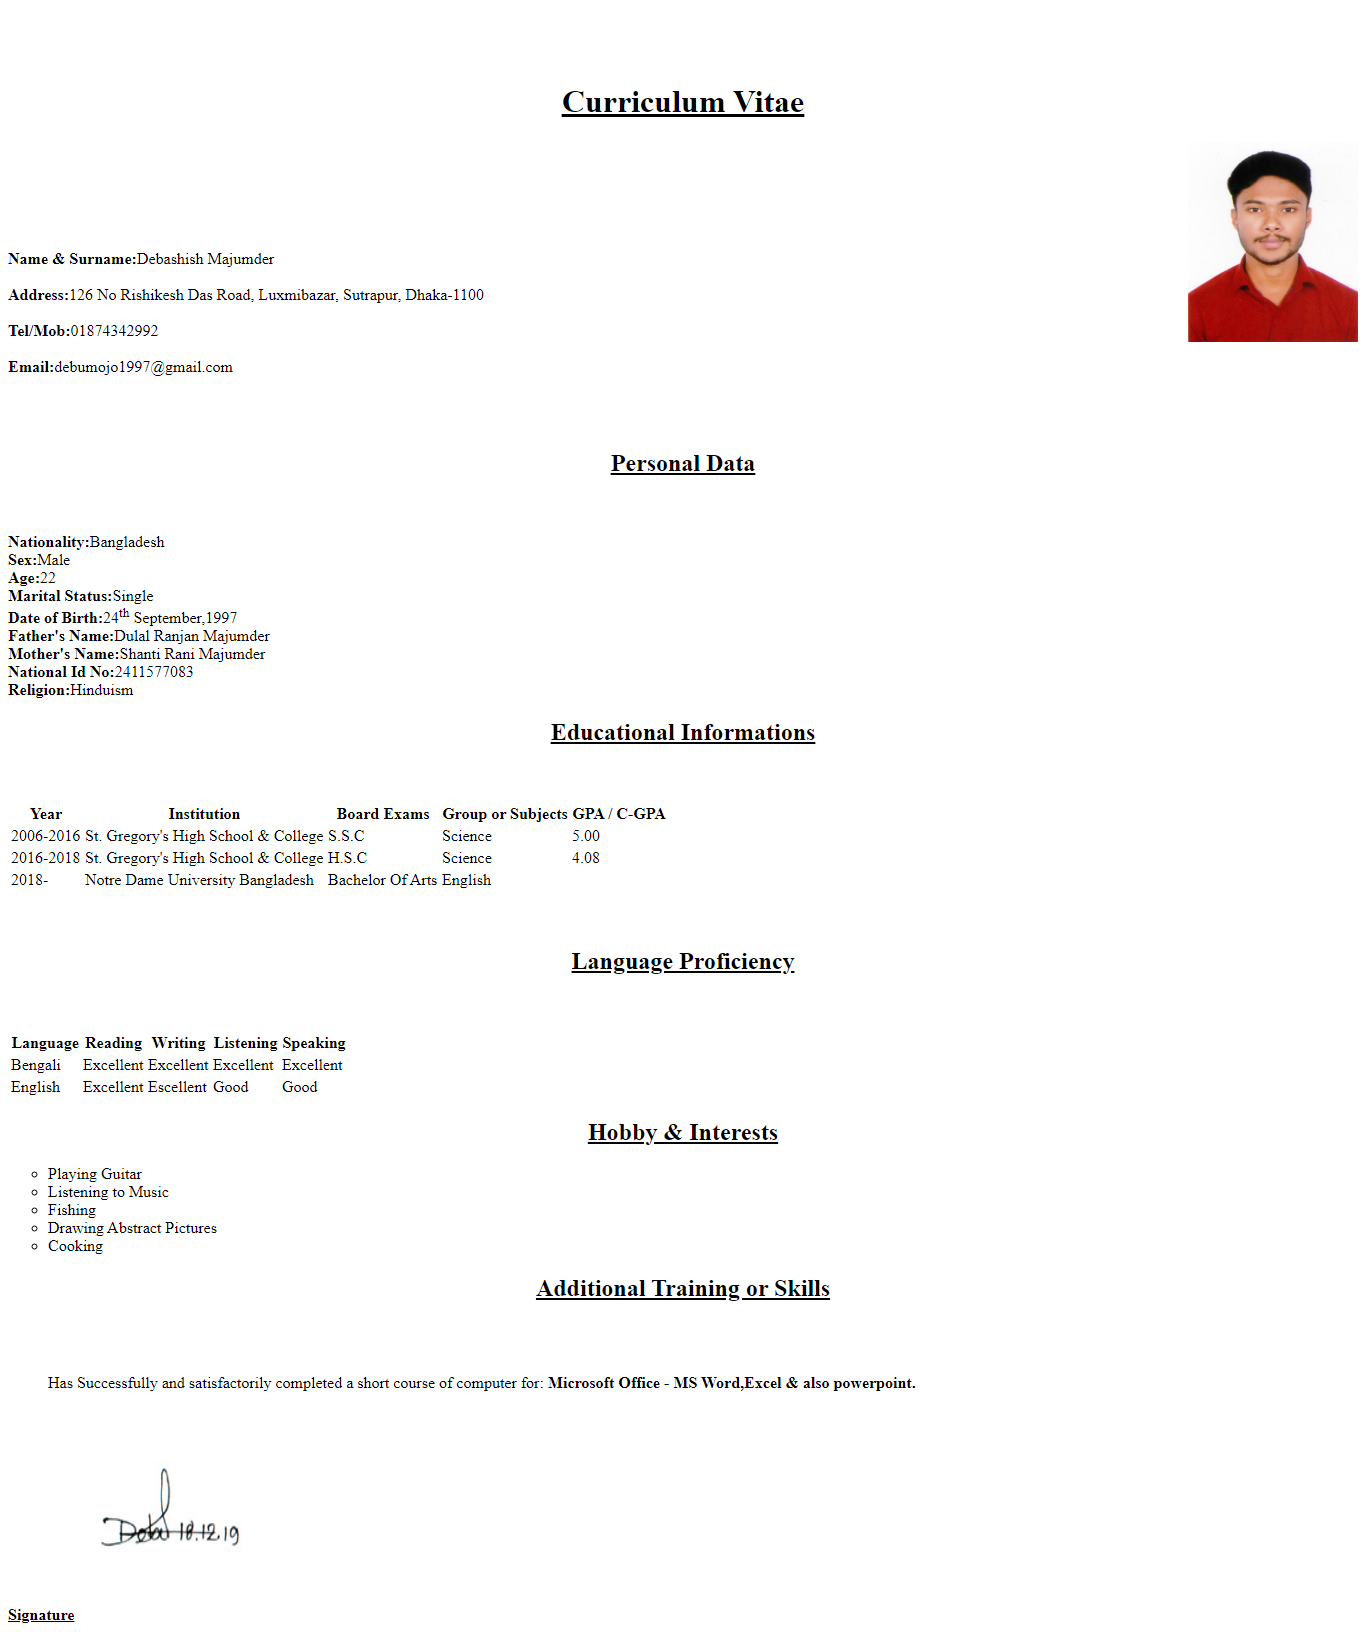 Curriculum Vitae
Name & Surname:Debashish Majumder
Address:126 No Rishikesh Das Road, Luxmibazar, Sutrapur, Dhaka-1100
Tel/Mob:01874342992
Email:debumojo1997@gmail.com
Personal Data
Nationality:Bangladesh
Sex:Male
Age:22
Marital Status:Single
Date of Birth:24th September,1997
Father's Name:Dulal Ranjan Majumder
Mother's Name:Shanti Rani Majumder
National Id No:2411577083
Religion:Hinduism
Educational Informations
Year Institution Board Exams Group or Subjects GPA / C-GPA
2006-2016 St. Gregory's High School & College S.S.C Science 5.00
2016-2018 St. Gregory's High School & College H.S.C Science 4.08
2018- Notre Dame University Bangladesh Bachelor Of Arts English
Language Proficiency
Language Reading Writing Listening Speaking
Bengali Excellent Excellent Excellent Excellent
English Excellent Escellent Good Good
Hobby & Interests
Playing Guitar
Listening to Music
Fishing
Drawing Abstract Pictures
Cooking
Additional Training or Skills
Has Successfully and satisfactorily completed a short course of computer for: Microsoft Office - MS Word,Excel & also powerpoint.
18.12.19
Signature